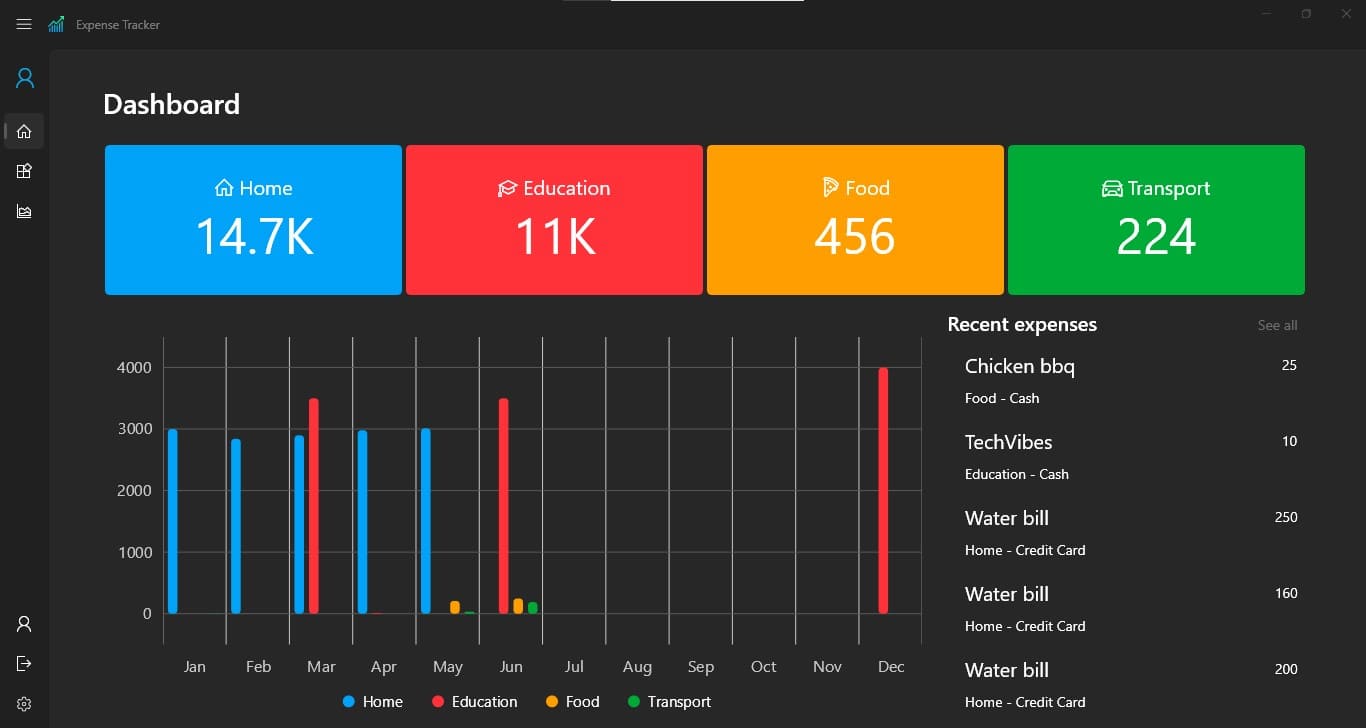 Expense Tracker
Dashboard
Home
14.7K
Education
11K
Food
456
Transport
224
4000
3000
2000
1000
0
Jan Feb Mar Apr May Jun Jul Aug Sep Oct Nov Dec
Home Education Food Transport
Recent expenses See all
Chicken bbq 25
Food - Cash
TechVibes 10
Education - Cash
Water bill 250
Home - Credit Card
Water bill 160
Home - Credit Card
Water bill 200
Home - Credit Card